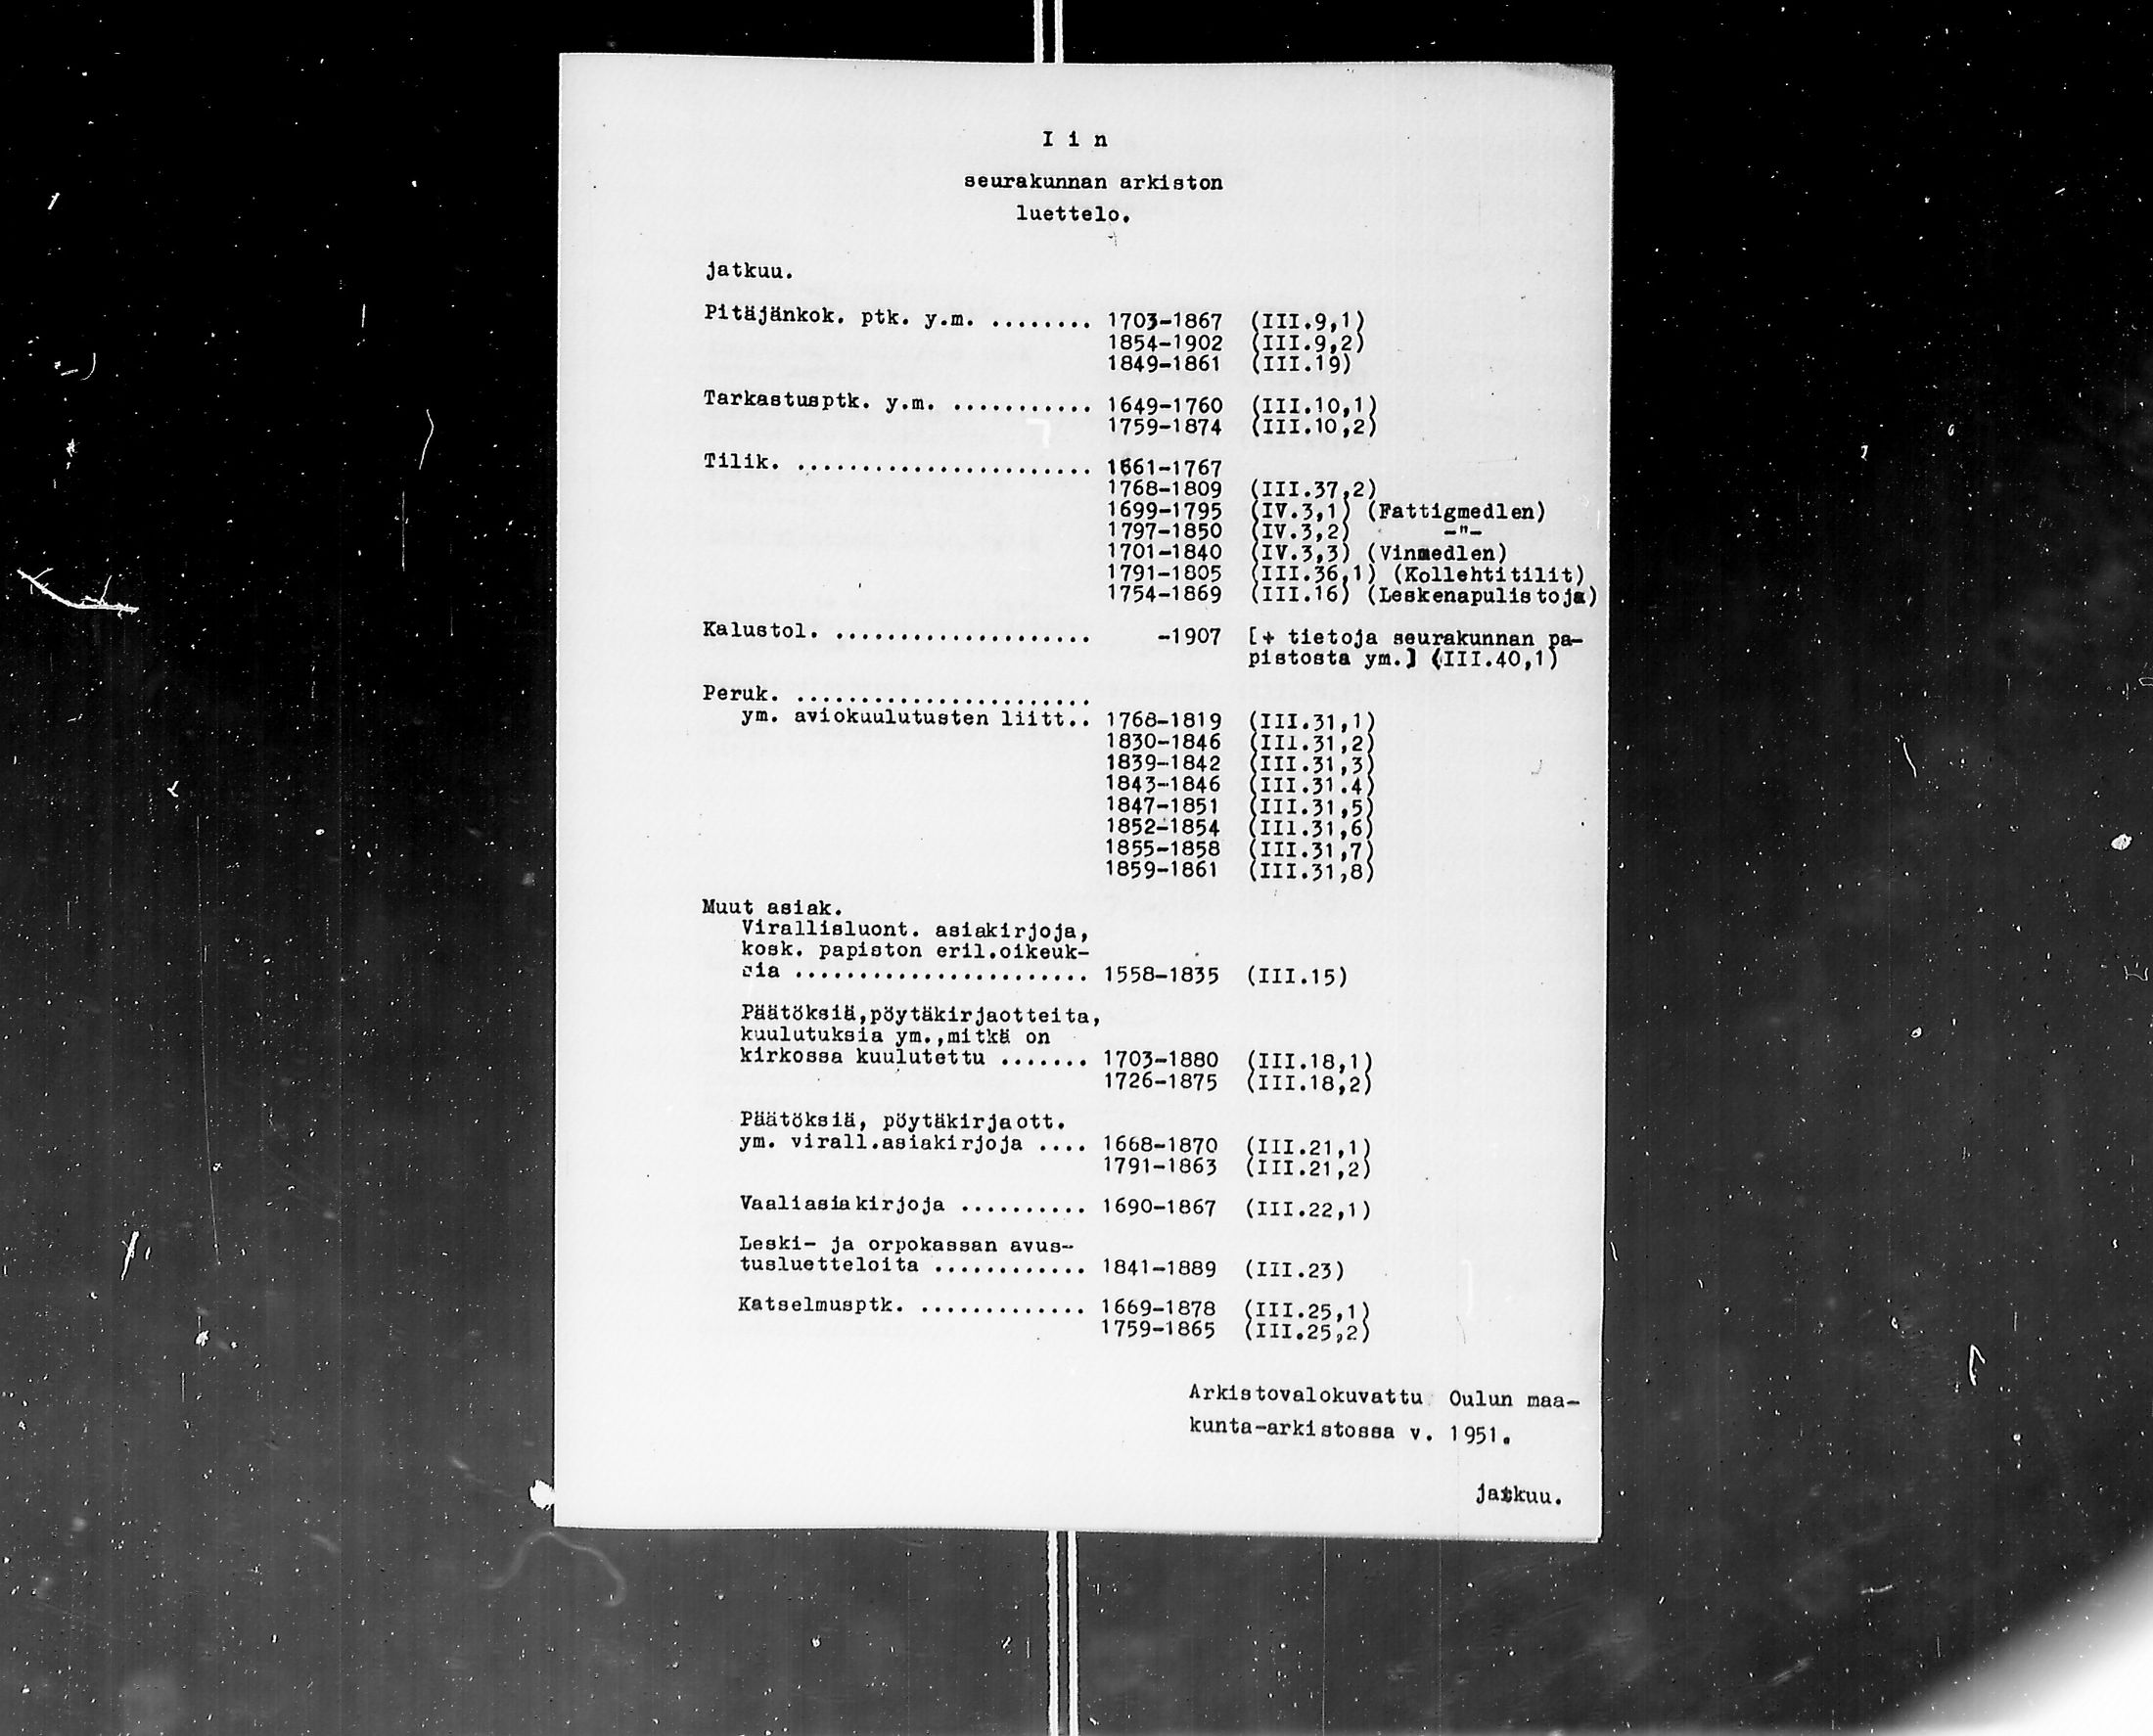 I i n
seurakunnan arkiston
luettelo.
jatkuu.
Pitäjänkok. ptk. y.m. ........ 1703-1867 (III.9,1)
1854-1902 (III.9,2)
1849-1861 (III.19)
Tarkastusptk. y.m. ........... 1649-1760 (III.10,1)
1759-1874 (III.10,2)
Tilik. ....................... 1661-1767
1768-1809 (III.37,2)
1699-1795 (IV.3,1) (Fattigmedlen)
1797-1850 (IV.3,2) -"-
1701-1840 (IV.3,3) (Vinmedlen)
1791-1805 (III.36,1) (Kollehtitilit)
1754-1869 (III.16) (Leskenapulistoja)
Kalustol. .................... -1907 [+ tietoja seurakunnan pa-
pistosta ym.] (III.40,1)
Peruk. .......................
ym. aviokuulutusten liitt.. 1768-1819 (III.31,1)
1830-1846 (III.31,2)
1839-1842 (III.31,3)
1843-1846 (III.31.4)
1847-1851 (III.31,5)
1852-1854 (III.31,6)
1855-1858 (III.31,7)
1859-1861 (III.31,8)
Muut asiak.
Virallisluont. asiakirjoja,
kosk. papiston eril.oikeuk-
sia ....................... 1558-1835 (III.15)
Päätöksiä,pöytäkirjaotteita,
kuulutuksia ym.,mitkä on
kirkossa kuulutettu ....... 1703-1880 (III.18,1)
1726-1875 (III.18,2)
Päätöksiä, pöytäkirjaott.
ym. virall.asiakirjoja .... 1668-1870 (III.21,1)
1791-1863 (III.21,2)
Vaaliasiakirjoja .......... 1690-1867 (III.22,1)
Leski- ja orpokassan avus-
tusluetteloita ............ 1841-1889 (III.23)
Katselmusptk. ............. 1669-1878 (III.25,1)
1759-1865 (III.25,2)
Arkistovalokuvattu Oulun maa-
kunta-arkistossa v. 1951.
jatkuu.